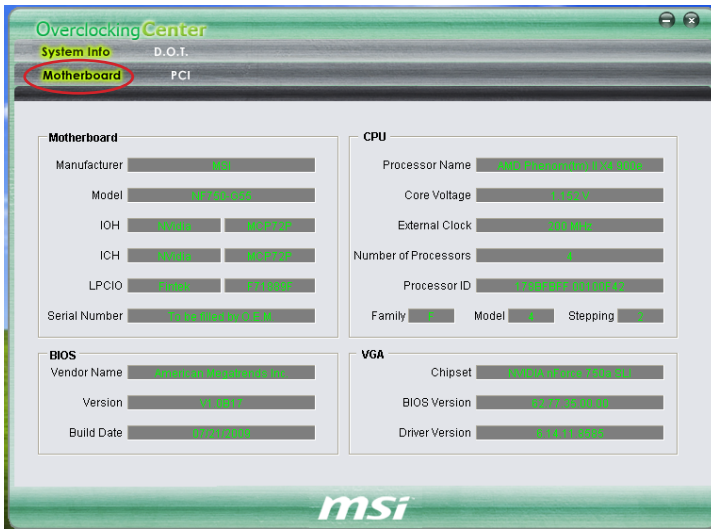 Overclocking Center
System Info D.O.T.
Motherboard PCI
Motherboard
Manufacturer MSI
Model NF750-G55
IOH NVidia MCP72P
ICH NVidia MCP72P
LPCIO Fintek F71889F
Serial Number To be filled by O.E.M.
BIOS
Vendor Name American Megatrends Inc.
Version V1.0B17
Build Date 07/21/2009
CPU
Processor Name AMD Phenom(tm) II X4 900e
Core Voltage 1.152 V
External Clock 200 MHz
Number of Processors 4
Processor ID 178BFBFF 00100F42
Family F Model 4 Stepping 2
VGA
Chipset NVIDIA nForce 750a SLI
BIOS Version 62.77.35.00.00
Driver Version
msi